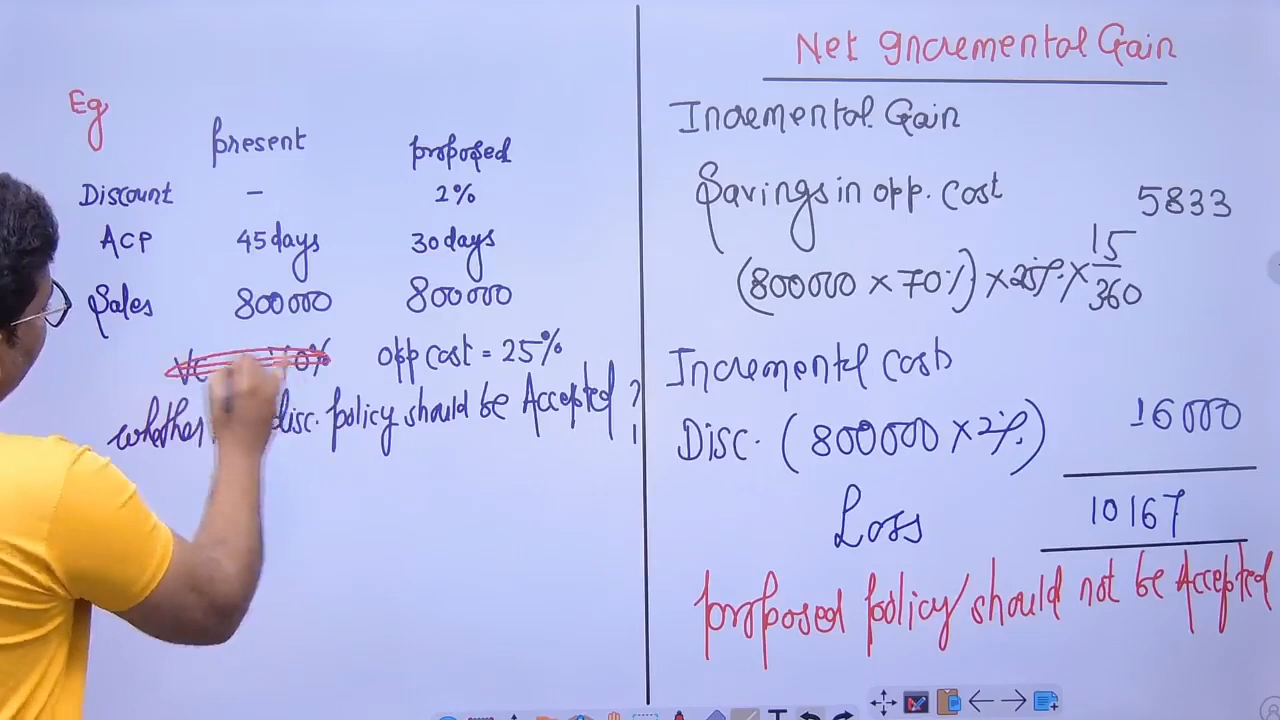 Eg
present proposed
Discount - 2%
ACP 45 days 30 days
Sales 800000 800000
opp cost = 25%
whether disc. policy should be Accepted ?
Net Incremental Gain
Incremental Gain
Savings in opp. cost 5833
(800000 x 70%) x 25% x 15/360
Incremental cost
Disc. (800000 x 2%) 16000
Loss 10167
proposed policy should not be Accepted